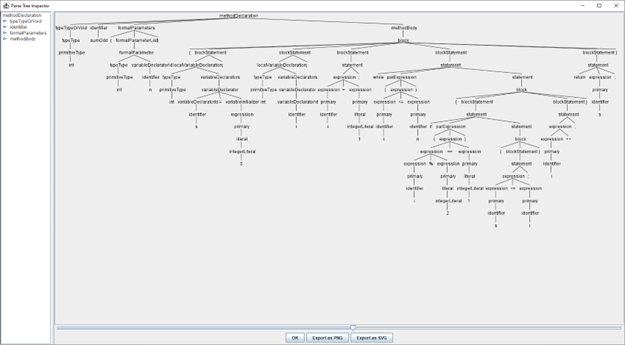 Parse Tree Inspector
methodDeclaration
typeTypeOrVoid
identifier
formalParameters
methodBody
methodDeclaration
typeTypeOrVoid identifier formalParameters methodBody
typeType sumOdd ( formalParameterList ) block
primitiveType formalParameter { blockStatement blockStatement blockStatement blockStatement blockStatement }
int typeType variableDeclaratorId localVariableDeclaration ; localVariableDeclaration ; statement statement statement
primitiveType identifier typeType variableDeclarators typeType variableDeclarators expression ; while parExpression statement return expression ;
int n primitiveType variableDeclarator primitiveType variableDeclarator expression = expression ( expression ) block primary
int variableDeclaratorId = variableInitializer int variableDeclaratorId primary primary expression <= expression { blockStatement blockStatement } identifier
identifier expression identifier identifier literal primary primary statement statement s
s primary i i integerLiteral identifier identifier if parExpression statement expression ;
literal 1 i n ( expression ) block expression ++
integerLiteral expression == expression { blockStatement } primary
0 expression % expression primary statement identifier
primary primary literal expression ; i
identifier literal integerLiteral expression += expression
i integerLiteral 1 primary primary
2 identifier identifier
s i
OK Export as PNG Export as SVG